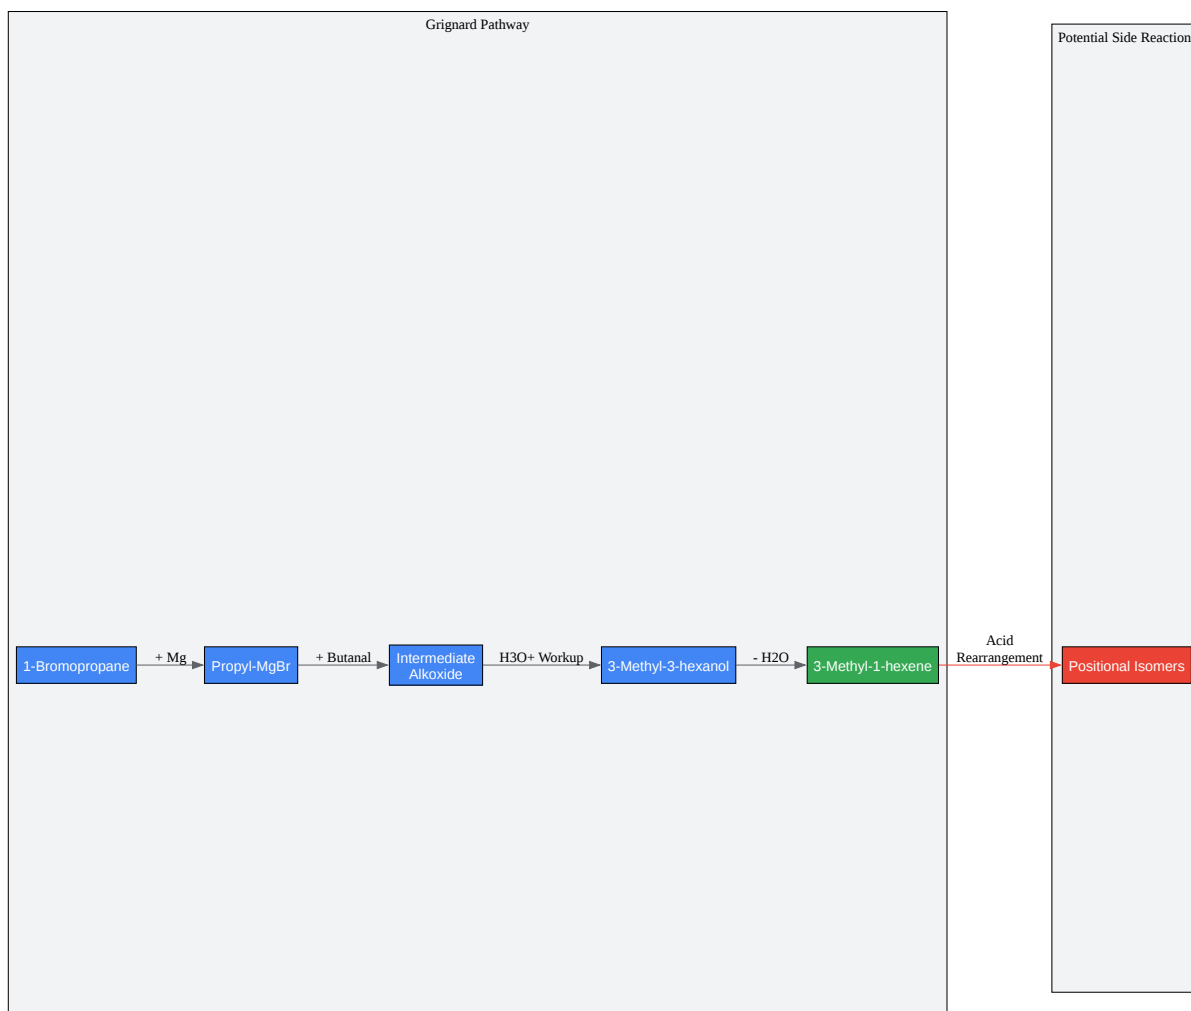 Grignard Pathway
Potential Side Reaction
1-Bromopropane
+ Mg
Propyl-MgBr
+ Butanal
Intermediate
Alkoxide
H3O+ Workup
3-Methyl-3-hexanol
- H2O
3-Methyl-1-hexene
Acid
Rearrangement
Positional Isomers